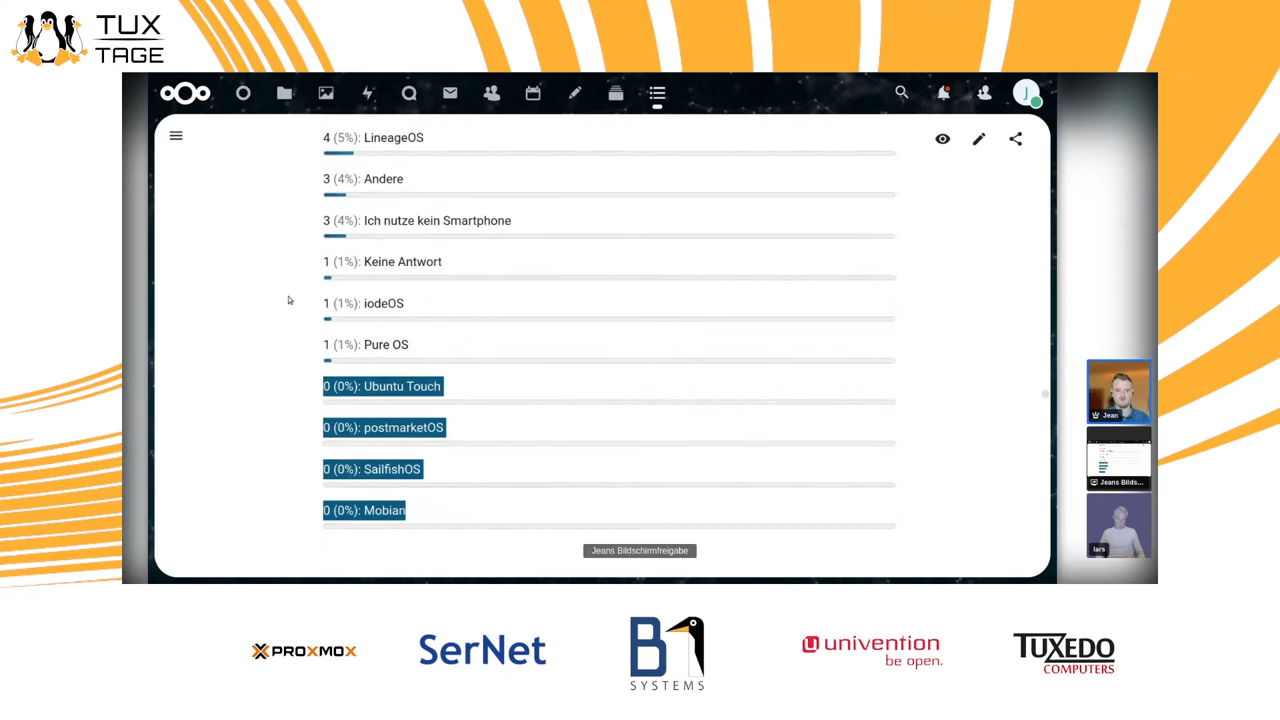 TUX
TAGE
J
4 (5%): LineageOS
3 (4%): Andere
3 (4%): Ich nutze kein Smartphone
1 (1%): Keine Antwort
1 (1%): iodeOS
1 (1%): Pure OS
0 (0%): Ubuntu Touch
0 (0%): postmarketOS
0 (0%): SailfishOS
0 (0%): Mobian
Jeans Bildschirmfreigabe
Jean
Jeans Bilds...
lars
PROXMOX
SerNet
B1
SYSTEMS
univention
be open.
TUXEDO
COMPUTERS